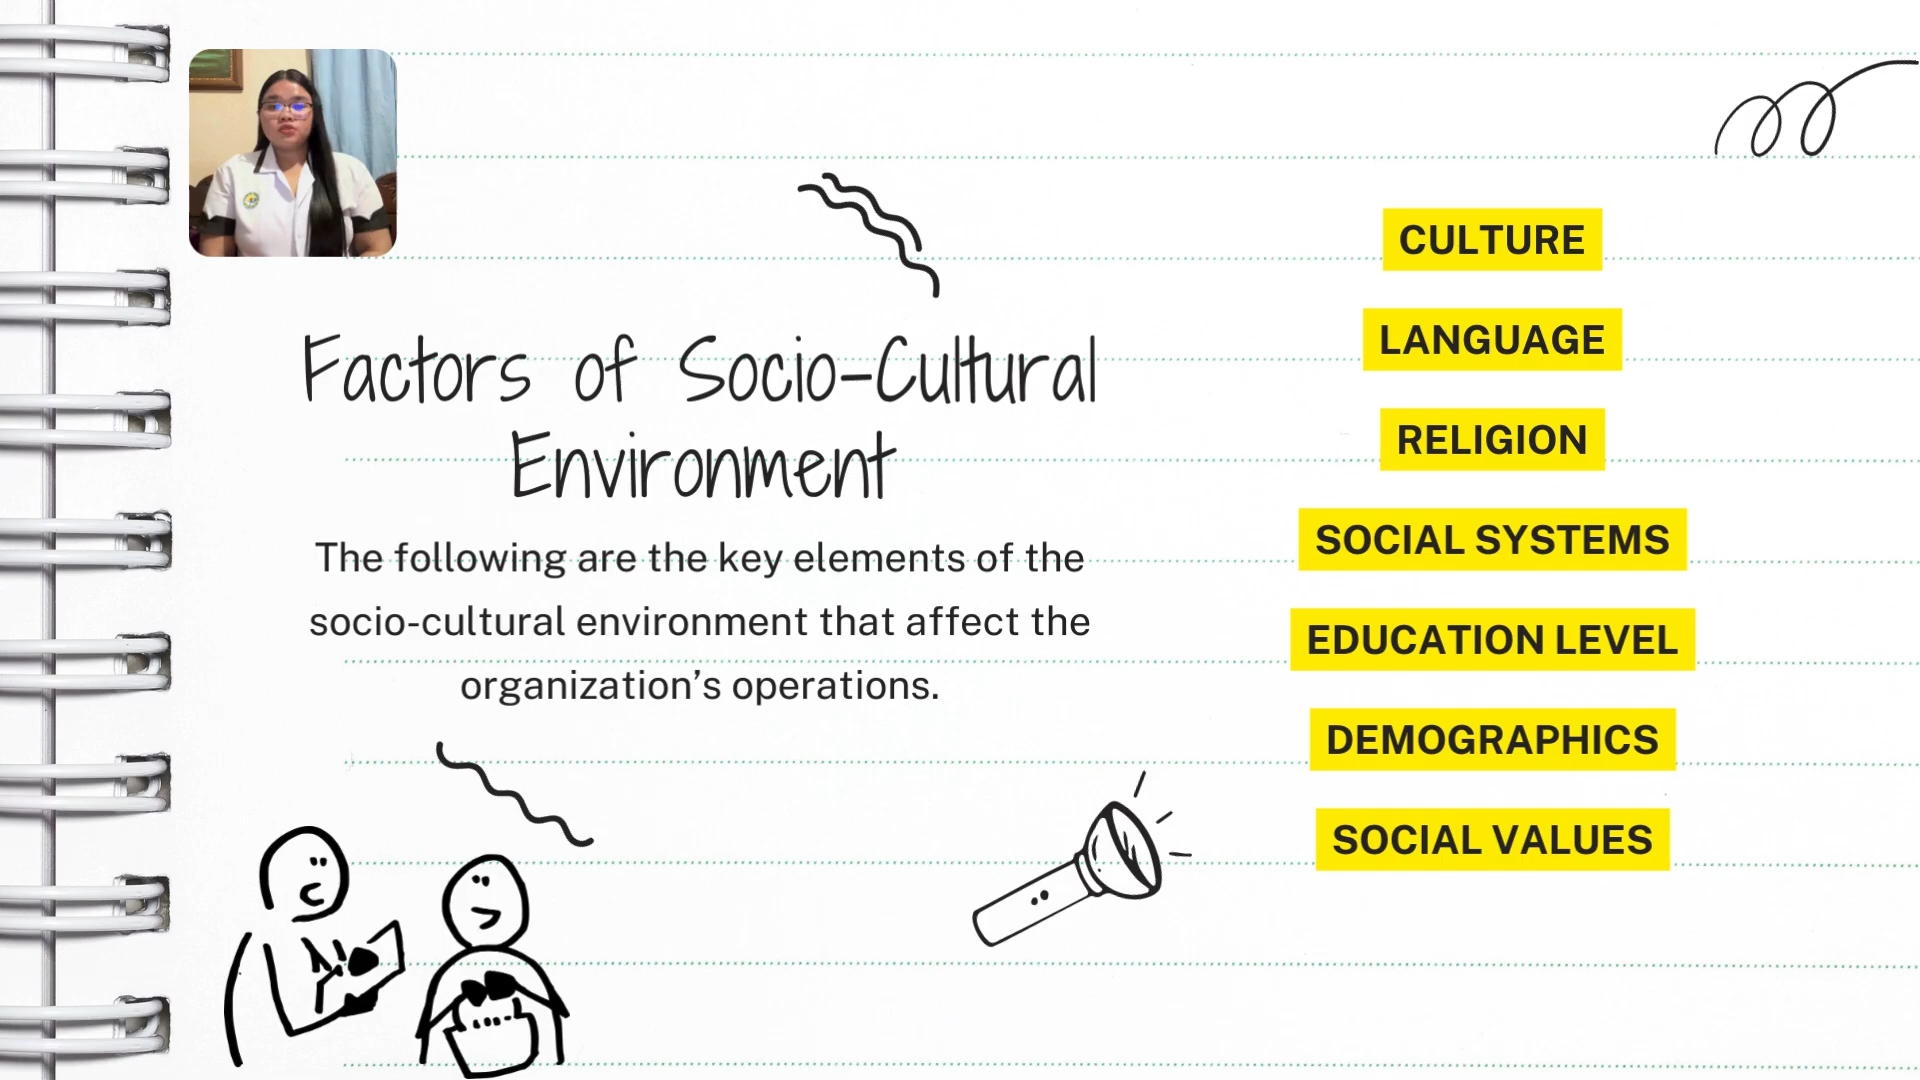 Factors of Socio-Cultural
Environment
The following are the key elements of the
socio-cultural environment that affect the
organization’s operations.
CULTURE
LANGUAGE
RELIGION
SOCIAL SYSTEMS
EDUCATION LEVEL
DEMOGRAPHICS
SOCIAL VALUES